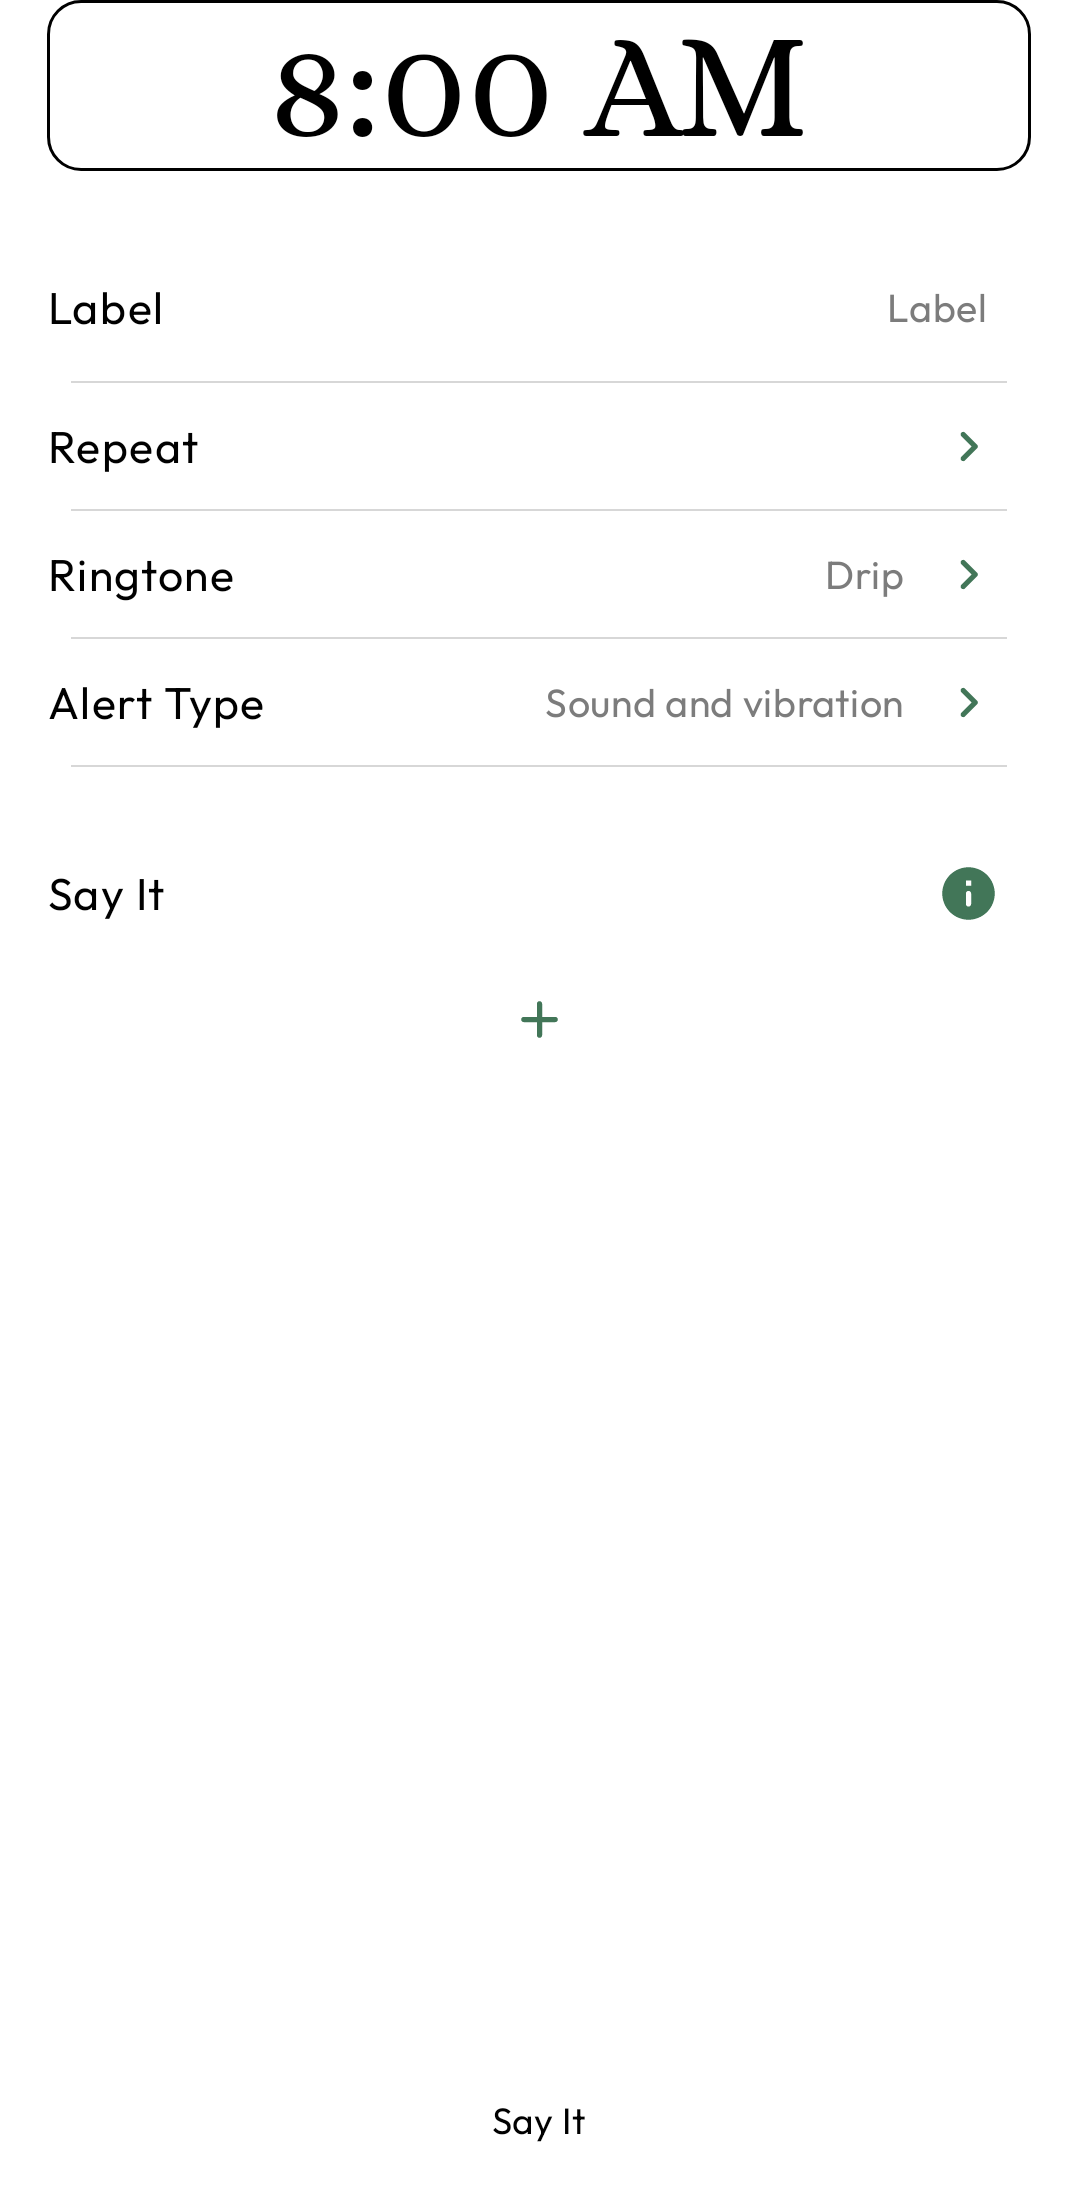 8:00 AM
Label Label
Repeat
Ringtone Drip
Alert Type Sound and vibration
Say It
Say It